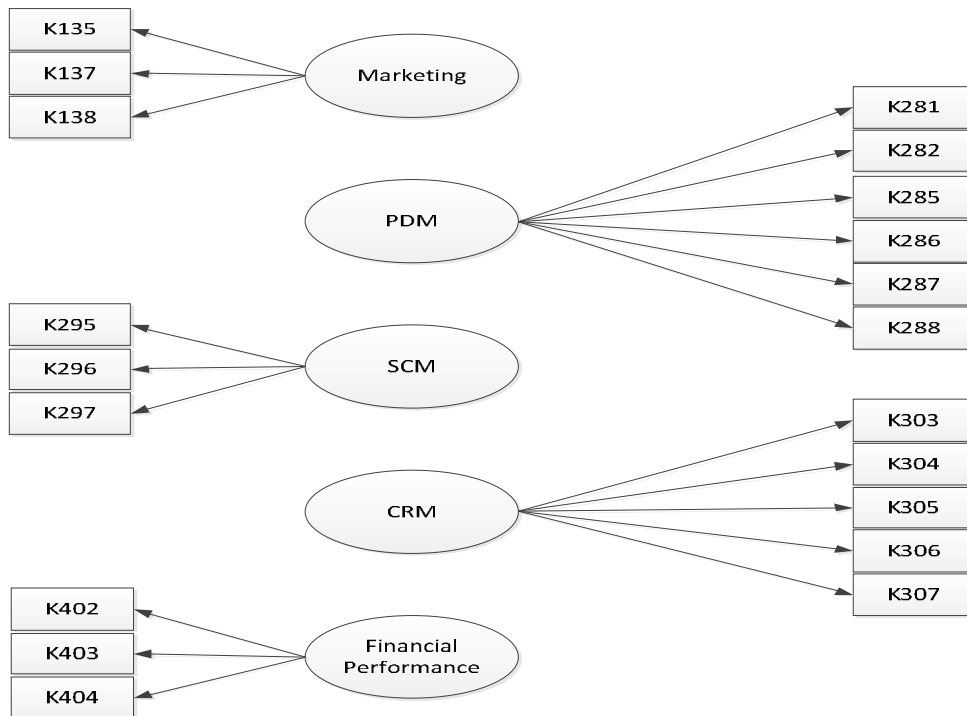 K135
K137
K138
Marketing
K281
K282
K285
K286
K287
K288
PDM
K295
K296
K297
SCM
K303
K304
K305
K306
K307
CRM
K402
K403
K404
Financial
Performance